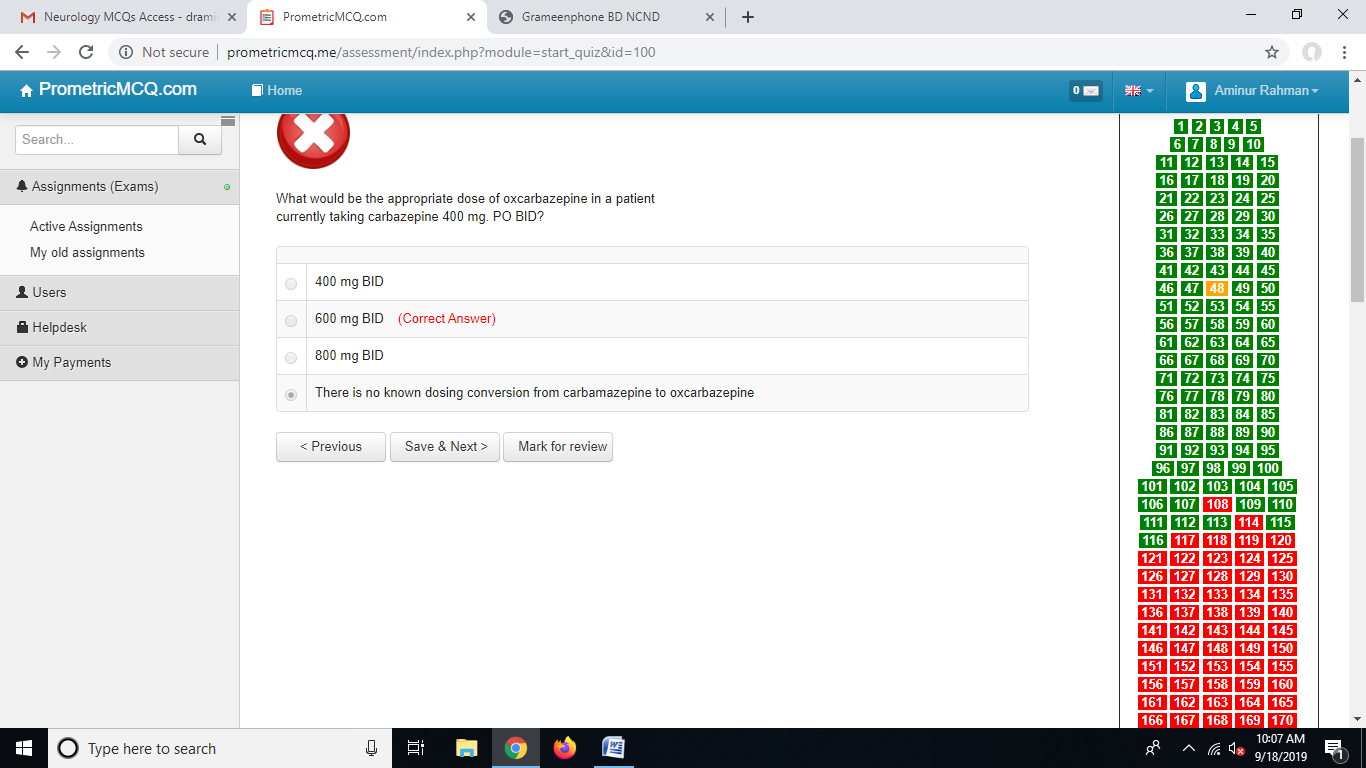 Neurology MCQs Access - drami
PrometricMCQ.com
Grameenphone BD NCND
Not secure | prometricmcq.me/assessment/index.php?module=start_quiz&id=100
PrometricMCQ.com
Home
0
Aminur Rahman
Search...
Assignments (Exams)
Active Assignments
My old assignments
Users
Helpdesk
My Payments
What would be the appropriate dose of oxcarbazepine in a patient
currently taking carbazepine 400 mg. PO BID?
400 mg BID
600 mg BID (Correct Answer)
800 mg BID
There is no known dosing conversion from carbamazepine to oxcarbazepine
< Previous
Save & Next >
Mark for review
1 2 3 4 5
6 7 8 9 10
11 12 13 14 15
16 17 18 19 20
21 22 23 24 25
26 27 28 29 30
31 32 33 34 35
36 37 38 39 40
41 42 43 44 45
46 47 48 49 50
51 52 53 54 55
56 57 58 59 60
61 62 63 64 65
66 67 68 69 70
71 72 73 74 75
76 77 78 79 80
81 82 83 84 85
86 87 88 89 90
91 92 93 94 95
96 97 98 99 100
101 102 103 104 105
106 107 108 109 110
111 112 113 114 115
116 117 118 119 120
121 122 123 124 125
126 127 128 129 130
131 132 133 134 135
136 137 138 139 140
141 142 143 144 145
146 147 148 149 150
151 152 153 154 155
156 157 158 159 160
161 162 163 164 165
166 167 168 169 170
Type here to search
10:07 AM
9/18/2019
1